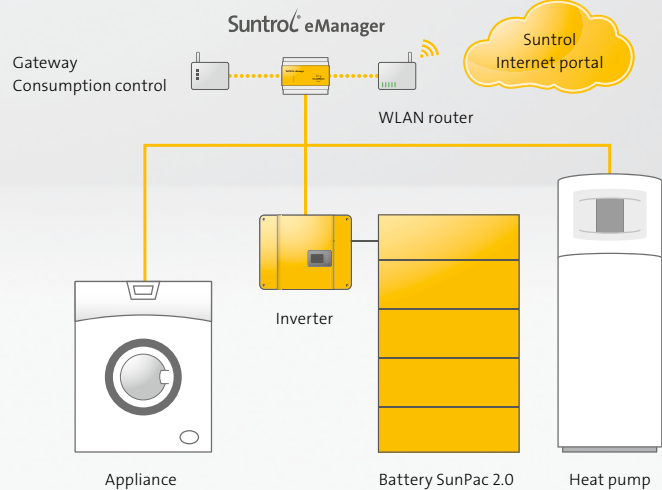 Suntrol® eManager
Suntrol
Internet portal
Gateway
Consumption control
WLAN router
Inverter
Appliance
Battery SunPac 2.0
Heat pump